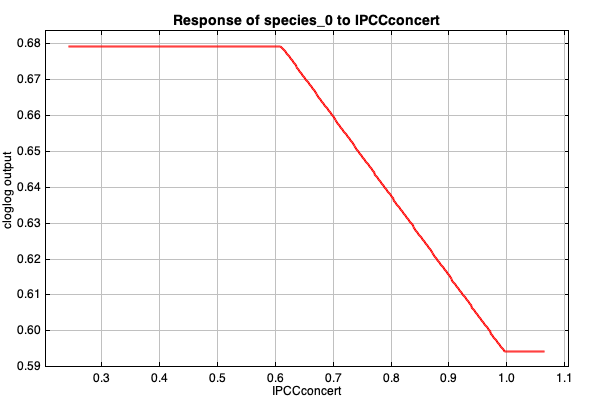 Response of species_0 to IPCCconcert
0.68
0.67
0.66
0.65
0.64
0.63
0.62
0.61
0.60
0.59
cloglog output
0.3 0.4 0.5 0.6 0.7 0.8 0.9 1.0 1.1
IPCCconcert